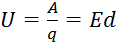 U = A/q = Ed